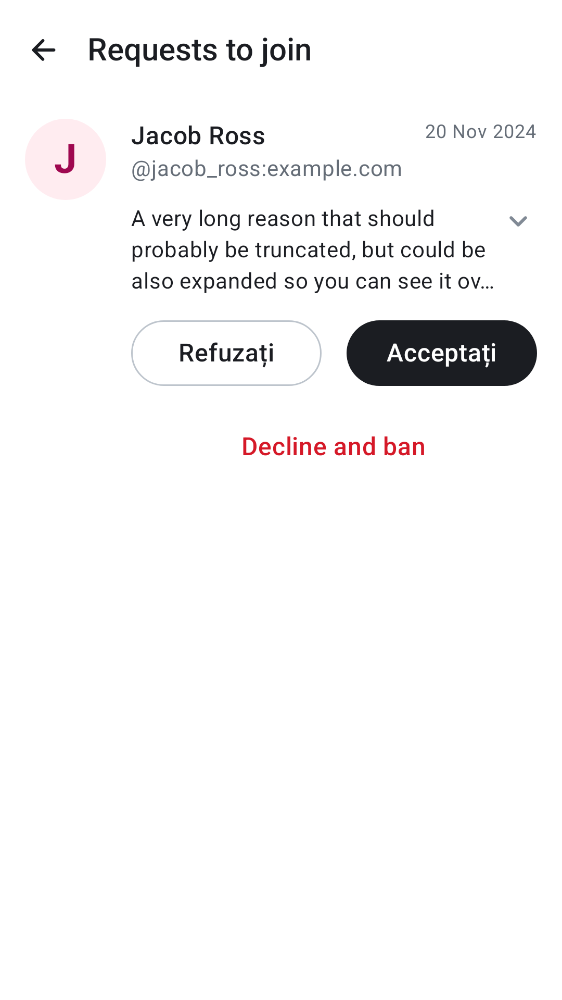 Requests to join
J
Jacob Ross
20 Nov 2024
@jacob_ross:example.com
A very long reason that should
probably be truncated, but could be
also expanded so you can see it ov…
Refuzați
Acceptați
Decline and ban